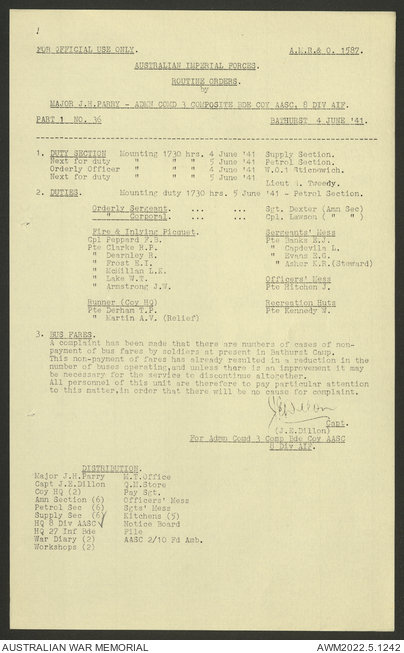 1
FOR OFFICIAL USE ONLY. A.M.R.& O. 1587.
AUSTRALIAN IMPERIAL FORCES.
ROUTINE ORDERS.
by
MAJOR J.H.PARRY - ADMN COMD 3 COMPOSITE BDE COY AASC, 8 DIV AIF.
PART 1 NO. 36 BATHURST 4 JUNE '41.
1. DUTY SECTION Mounting 1730 hrs. 4 June '41 Supply Section.
Next for duty " " " 5 June '41 Petrol Section.
Orderly Officer " " " 4 June '41 W.O.1
Next for duty " " " 5 June '41
Lieut R. Tweedy.
2. DUTIES. Mounting duty 1730 hrs. 5 June '41 - Petrol Section.
Orderly Sergeant. ... ... Sgt. Dexter (Amn Sec)
" Corporal. ... ... Cpl. Lawson ( " " )
Fire & Inlying Picquet. Sergeants' Mess
Cpl Peppard F.B. Pte Banks E.J.
Pte Clarke H.P. " Capdevila L.
" Dearnley R. " Evans E.G.
" Frost E.I. " Asher K.R.(Steward)
" McMillan L.K.
" Lake W.T. Officers' Mess
" Armstrong J.W. Pte Hitchen J.
Runner (Coy HQ) Recreation Huts
Pte Derham T.P. Pte Kennedy W.
" Martin A.V. (Relief)
3. BUS FARES.
A complaint has been made that there are numbers of cases of non-
payment of bus fares by soldiers at present in Bathurst Camp.
This non-payment of fares has already resulted in a reduction in the
number of buses operating,and unless there is an improvement it may
be necessary for the service to discontinue altogether.
All personnel of this unit are therefore to pay particular attention
to this matter,in order that there will be no cause for complaint.
J E Dillon
Capt.
(J.E.Dillon)
For Admn Comd 3 Comp Bde Coy AASC
8 Div AIF.
DISTRIBUTION.
Major J.H.Parry M.T.Office
Capt J.E.Dillon Q.M.Store
Coy HQ (2) Pay Sgt.
Amn Section (6) Officers' Mess
Petrol Sec (6) Sgts' Mess
Supply Sec (6) Kitchens (5)
HQ 8 Div AASC Notice Board
HQ 27 Inf Bde File
War Diary (2) AASC 2/10 Fd Amb.
Workshops (2)
AUSTRALIAN WAR MEMORIAL AWM2022.5.1242